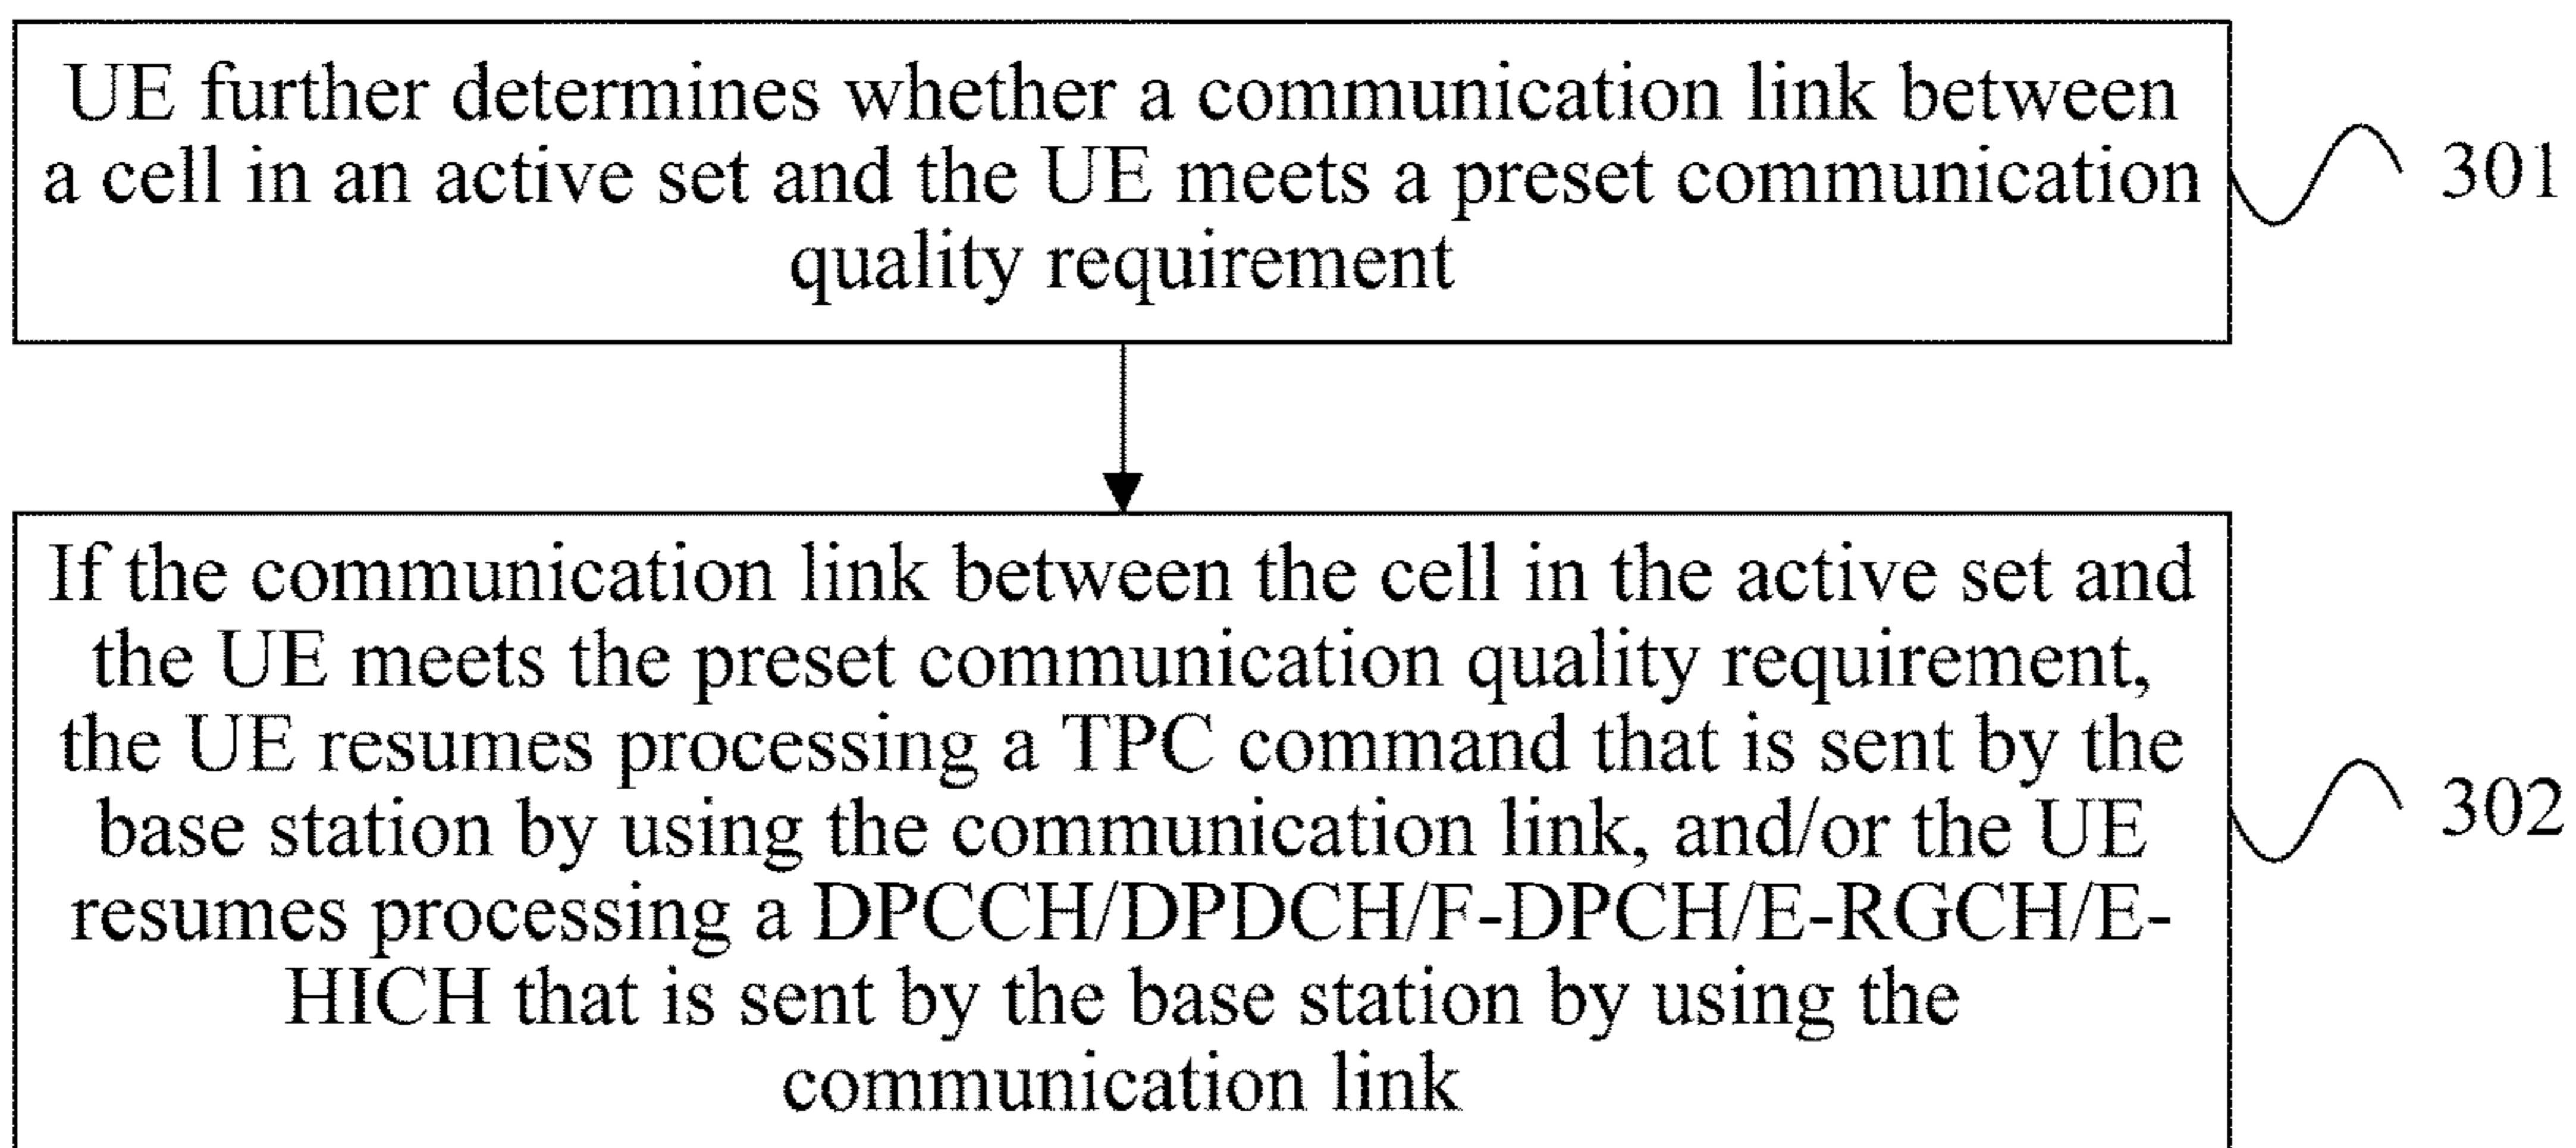 UE further determines whether a communication link between
a cell in an active set and the UE meets a preset communication
quality requirement
301
If the communication link between the cell in the active set and
the UE meets the preset communication quality requirement,
the UE resumes processing a TPC command that is sent by the
base station by using the communication link, and/or the UE
resumes processing a DPCCH/DPDCH/F-DPCH/E-RGCH/E-
HICH that is sent by the base station by using the
communication link
302